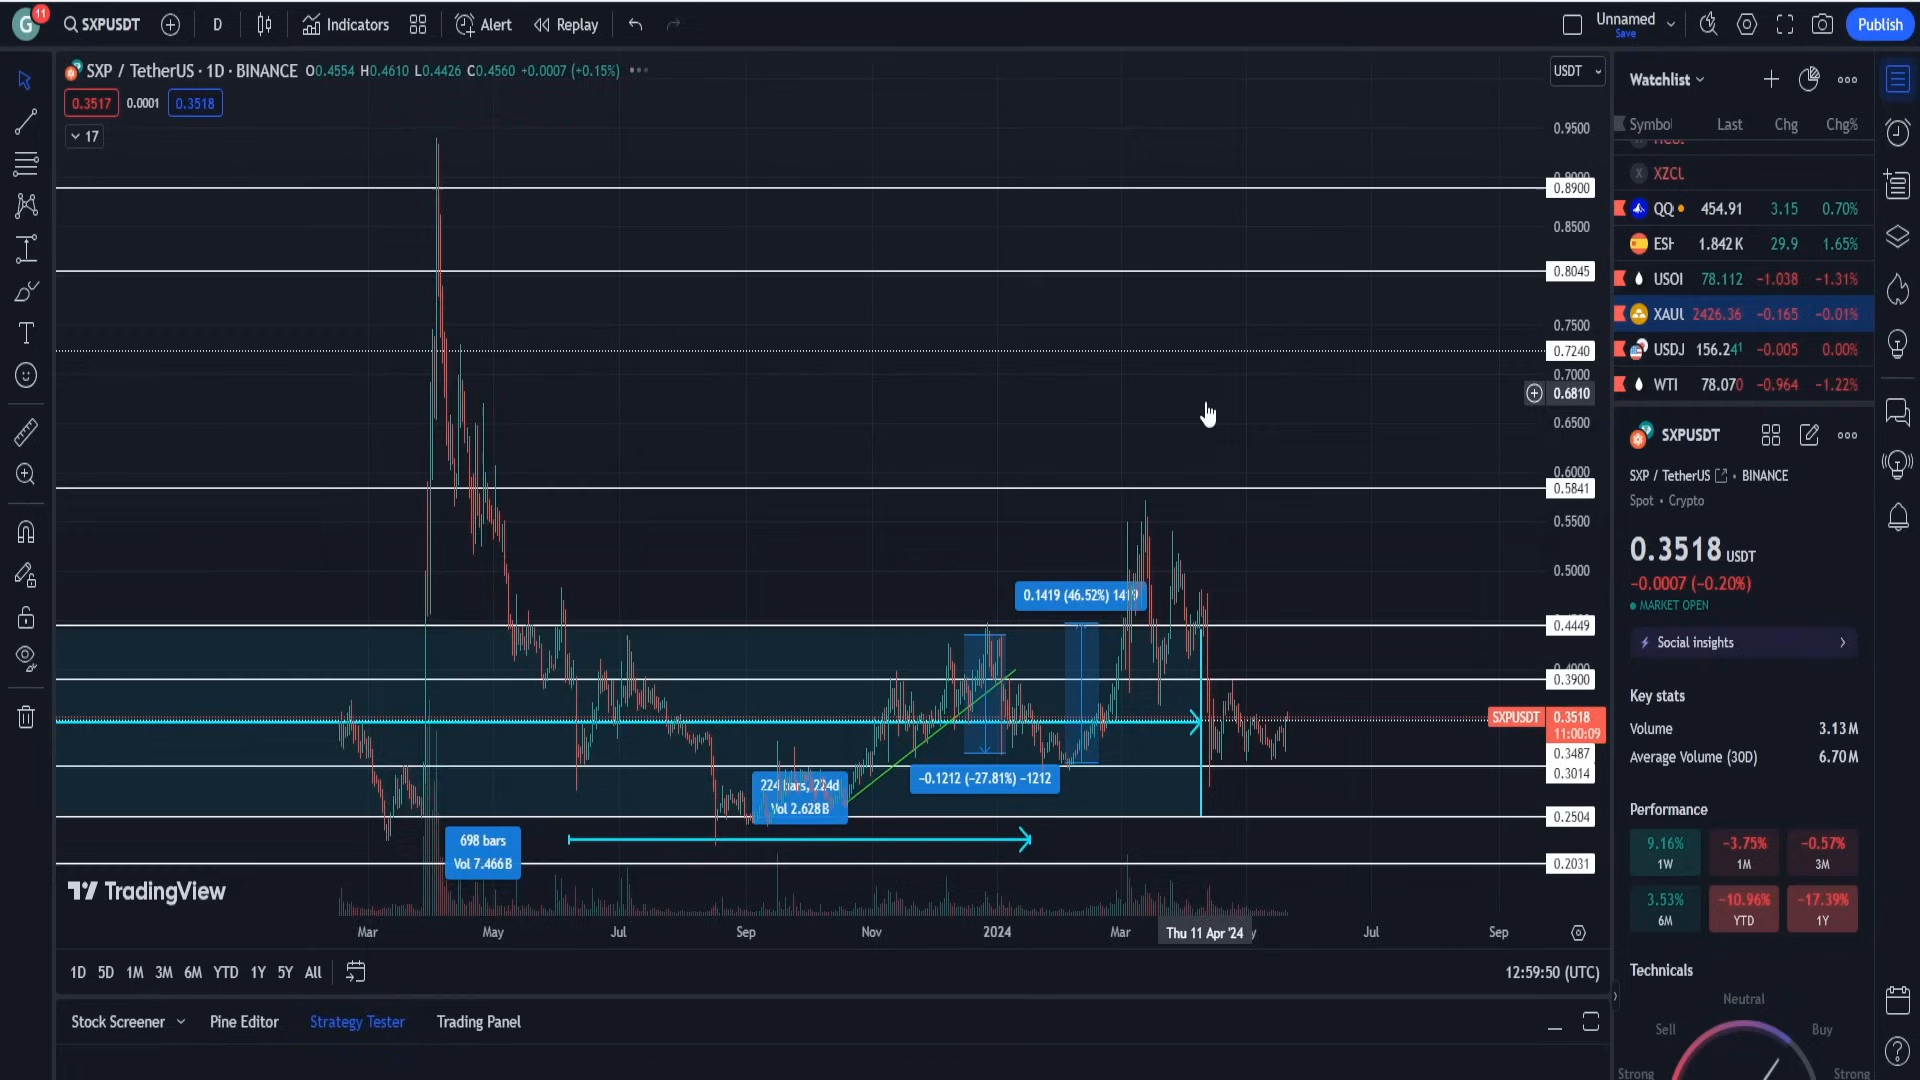 G
11
SXPUSDT
D
Indicators
Alert
Replay
Unnamed
Save
Publish
SXP / TetherUS · 1D · BINANCE O0.4554 H0.4610 L0.4426 C0.4560 +0.0007 (+0.15%)
USDT
0.3517
0.0001
0.3518
17
0.9500
0.8900
0.8500
0.8045
0.7500
0.7240
0.7000
0.6810
0.6500
0.6000
0.5841
0.5500
0.5000
0.4449
0.3900
SXPUSDT
0.3518
11:00:09
0.3487
0.3014
0.2504
0.2031
0.1419 (46.52%) 1419
−0.1212 (−27.81%) −1212
224 bars, 224d
Vol 2.628B
698 bars
Vol 7.466B
TradingView
Mar
May
Jul
Sep
Nov
2024
Mar
Thu 11 Apr '24
Jul
Sep
1D 5D 1M 3M 6M YTD 1Y 5Y All
12:59:50 (UTC)
Stock Screener
Pine Editor
Strategy Tester
Trading Panel
Watchlist
Symbol Last Chg Chg%
X XZCU
QQ 454.91 3.15 0.70%
ESH 1.842K 29.9 1.65%
USOI 78.112 −1.038 −1.31%
XAUU 2426.36 −0.165 −0.01%
USDJ 156.241 −0.005 0.00%
WTI 78.070 −0.964 −1.22%
SXPUSDT
SXP / TetherUS • BINANCE
Spot • Crypto
0.3518 USDT
−0.0007 (−0.20%)
MARKET OPEN
Social insights
Key stats
Volume 3.13M
Average Volume (30D) 6.70M
Performance
9.16%
1W
−3.75%
1M
−0.57%
3M
3.53%
6M
−10.96%
YTD
−17.39%
1Y
Technicals
Neutral
Sell
Buy
Strong
Strong